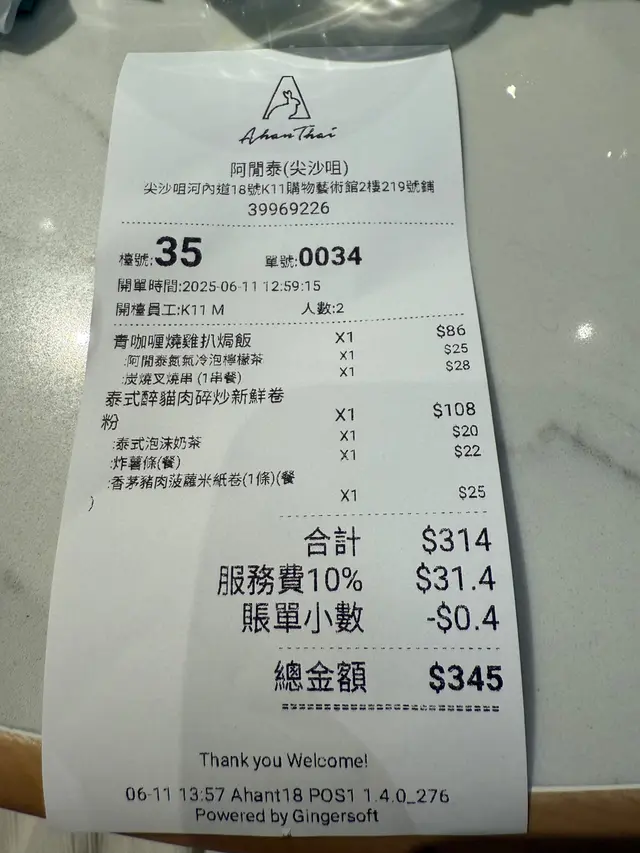 Ahan Thai
阿閒泰(尖沙咀)
尖沙咀河內道18號K11購物藝術館2樓219號鋪
39969226
檯號:35 單號:0034
開單時間:2025-06-11 12:59:15
開檯員工:K11 M 人數:2
青咖喱燒雞扒焗飯 X1 $86
:阿閒泰氮氣冷泡檸檬茶 X1 $25
:炭燒叉燒串 (1串餐) X1 $28
泰式醉貓肉碎炒新鮮卷
粉 X1 $108
:泰式泡沫奶茶 X1 $20
:炸薯條(餐) X1 $22
:香茅豬肉菠蘿米紙卷(1條)(餐
) X1 $25
合計 $314
服務費10% $31.4
賬單小數 -$0.4
總金額 $345
Thank you Welcome!
06-11 13:57 Ahant18 POS1 1.4.0_276
Powered by Gingersoft